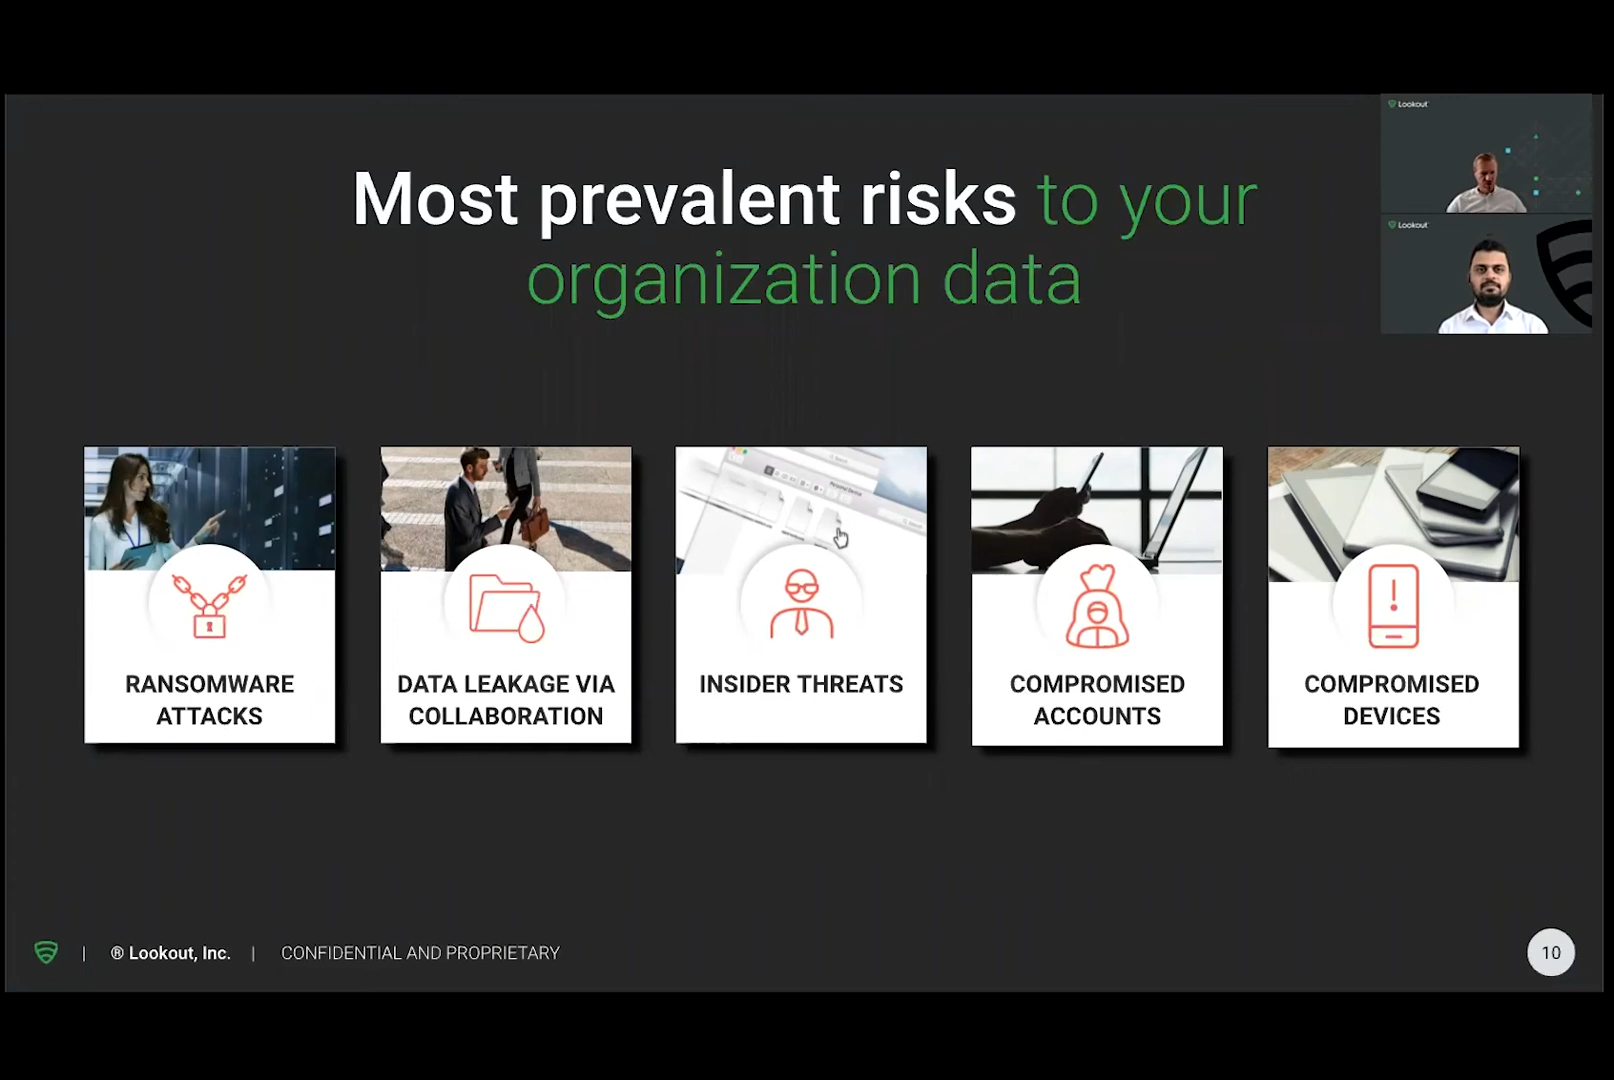 Lookout
Most prevalent risks to your
organization data
Lookout
RANSOMWARE
ATTACKS
DATA LEAKAGE VIA
COLLABORATION
INSIDER THREATS
COMPROMISED
ACCOUNTS
COMPROMISED
DEVICES
| ® Lookout, Inc. | CONFIDENTIAL AND PROPRIETARY
10